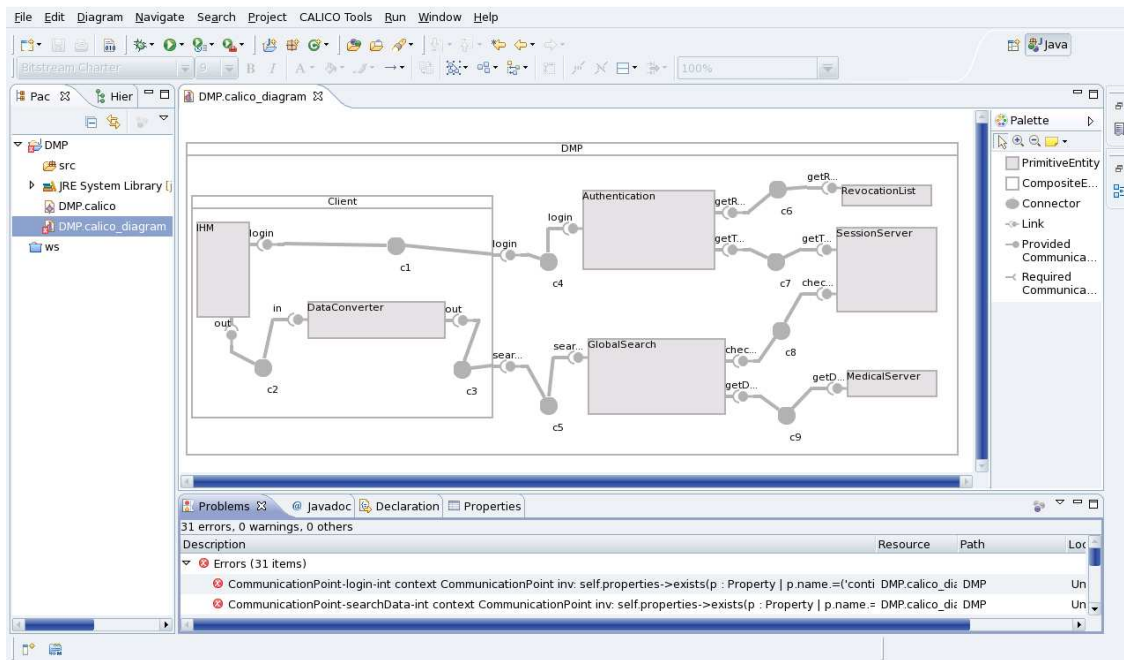 File Edit Diagram Navigate Search Project CALICO Tools Run Window Help
Java
Bitstream Charter 9 B I A 100%
Pac Hier
DMP.calico_diagram
DMP
src
JRE System Library [j
DMP.calico
DMP.calico_diagram
ws
DMP
Client
IHM
login
c1
login
login
c4
Authentication
getR...
getR...
c6
RevocationList
getT...
getT...
c7
SessionServer
chec...
c8
out
c2
in
DataConverter
out
c3
sear...
c5
sear...
GlobalSearch
chec...
getD...
getD...
MedicalServer
c9
Palette
PrimitiveEntity
CompositeE...
Connector
Link
Provided
Communica...
Required
Communica...
Problems @ Javadoc Declaration Properties
31 errors, 0 warnings, 0 others
Description Resource Path Loc
Errors (31 items)
CommunicationPoint-login-int context CommunicationPoint inv: self.properties->exists(p : Property | p.name.=('conti DMP.calico_dia DMP Un
CommunicationPoint-searchData-int context CommunicationPoint inv: self.properties->exists(p : Property | p.name.= DMP.calico_dia DMP Un